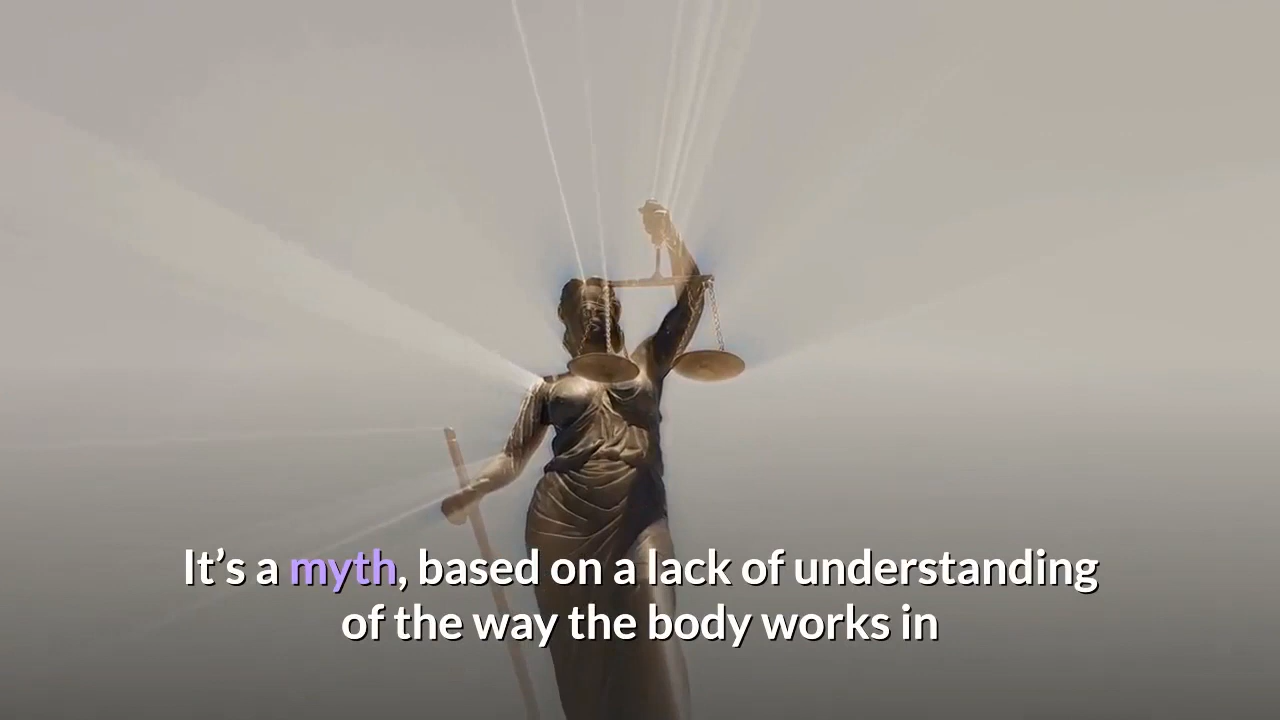 It’s a myth, based on a lack of understanding
of the way the body works in